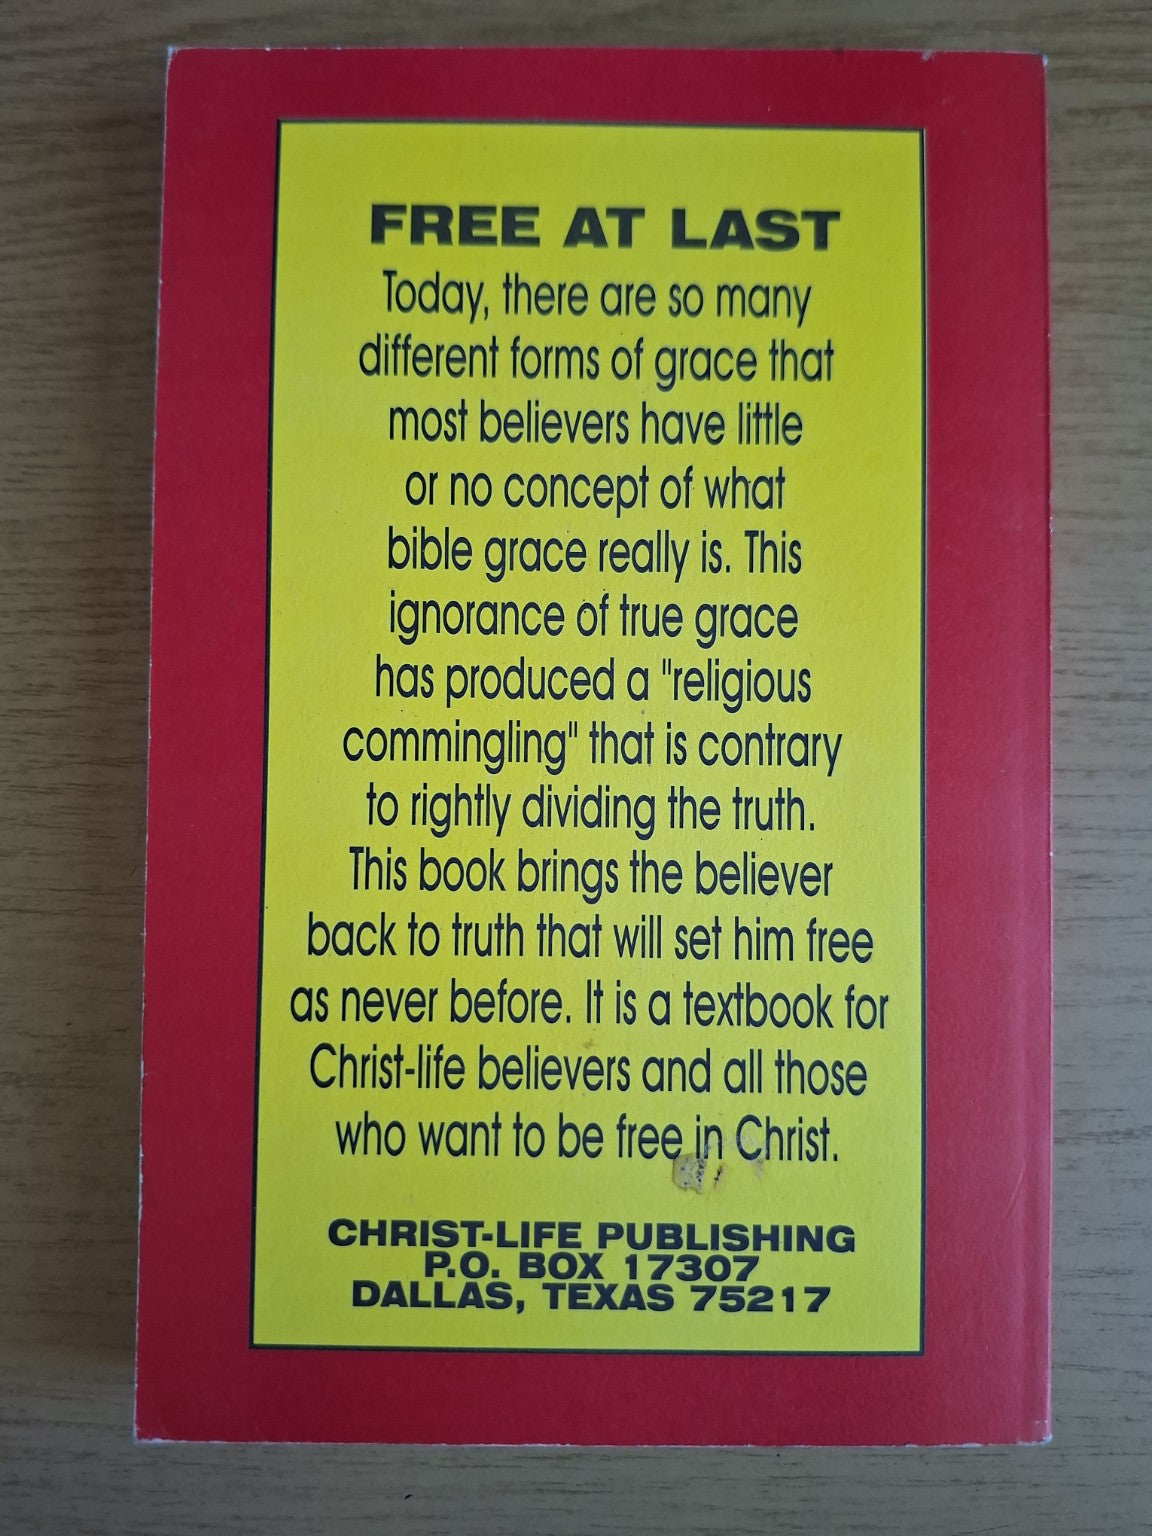 FREE AT LAST
Today, there are so many
different forms of grace that
most believers have little
or no concept of what
bible grace really is. This
ignorance of true grace
has produced a "religious
commingling" that is contrary
to rightly dividing the truth.
This book brings the believer
back to truth that will set him free
as never before. It is a textbook for
Christ-life believers and all those
who want to be free in Christ.
CHRIST-LIFE PUBLISHING
P.O. BOX 17307
DALLAS, TEXAS 75217